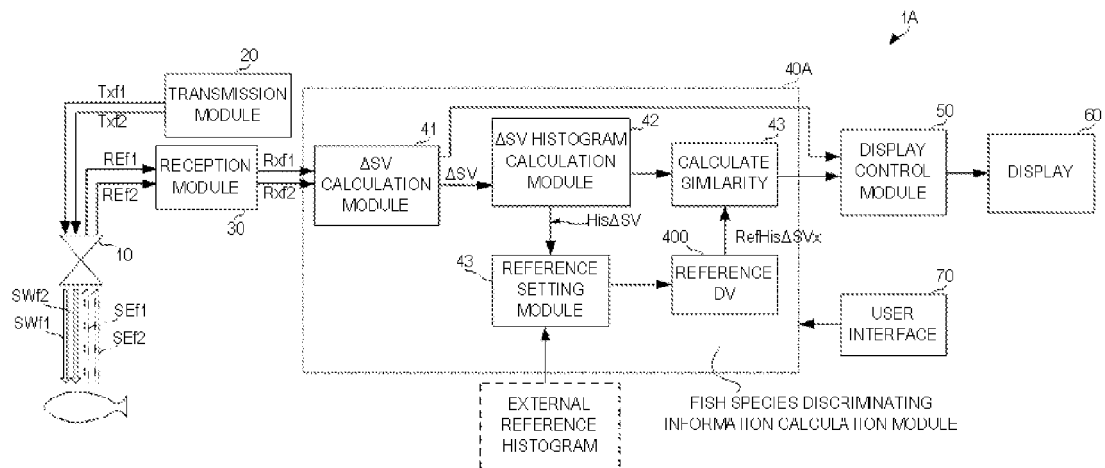 1A
20
TRANSMISSION
MODULE
Txf1
Txf2
REf1
REf2
RECEPTION
MODULE
30
Rxf1
Rxf2
10
SWf2
SWf1
SEf1
SEf2
40A
41
ΔSV
CALCULATION
MODULE
ΔSV
42
ΔSV HISTOGRAM
CALCULATION
MODULE
43
CALCULATE
SIMILARITY
HisΔSV
RefHisΔSVx
43
REFERENCE
SETTING
MODULE
400
REFERENCE
DV
50
DISPLAY
CONTROL
MODULE
60
DISPLAY
70
USER
INTERFACE
EXTERNAL
REFERENCE
HISTOGRAM
FISH SPECIES DISCRIMINATING
INFORMATION CALCULATION MODULE